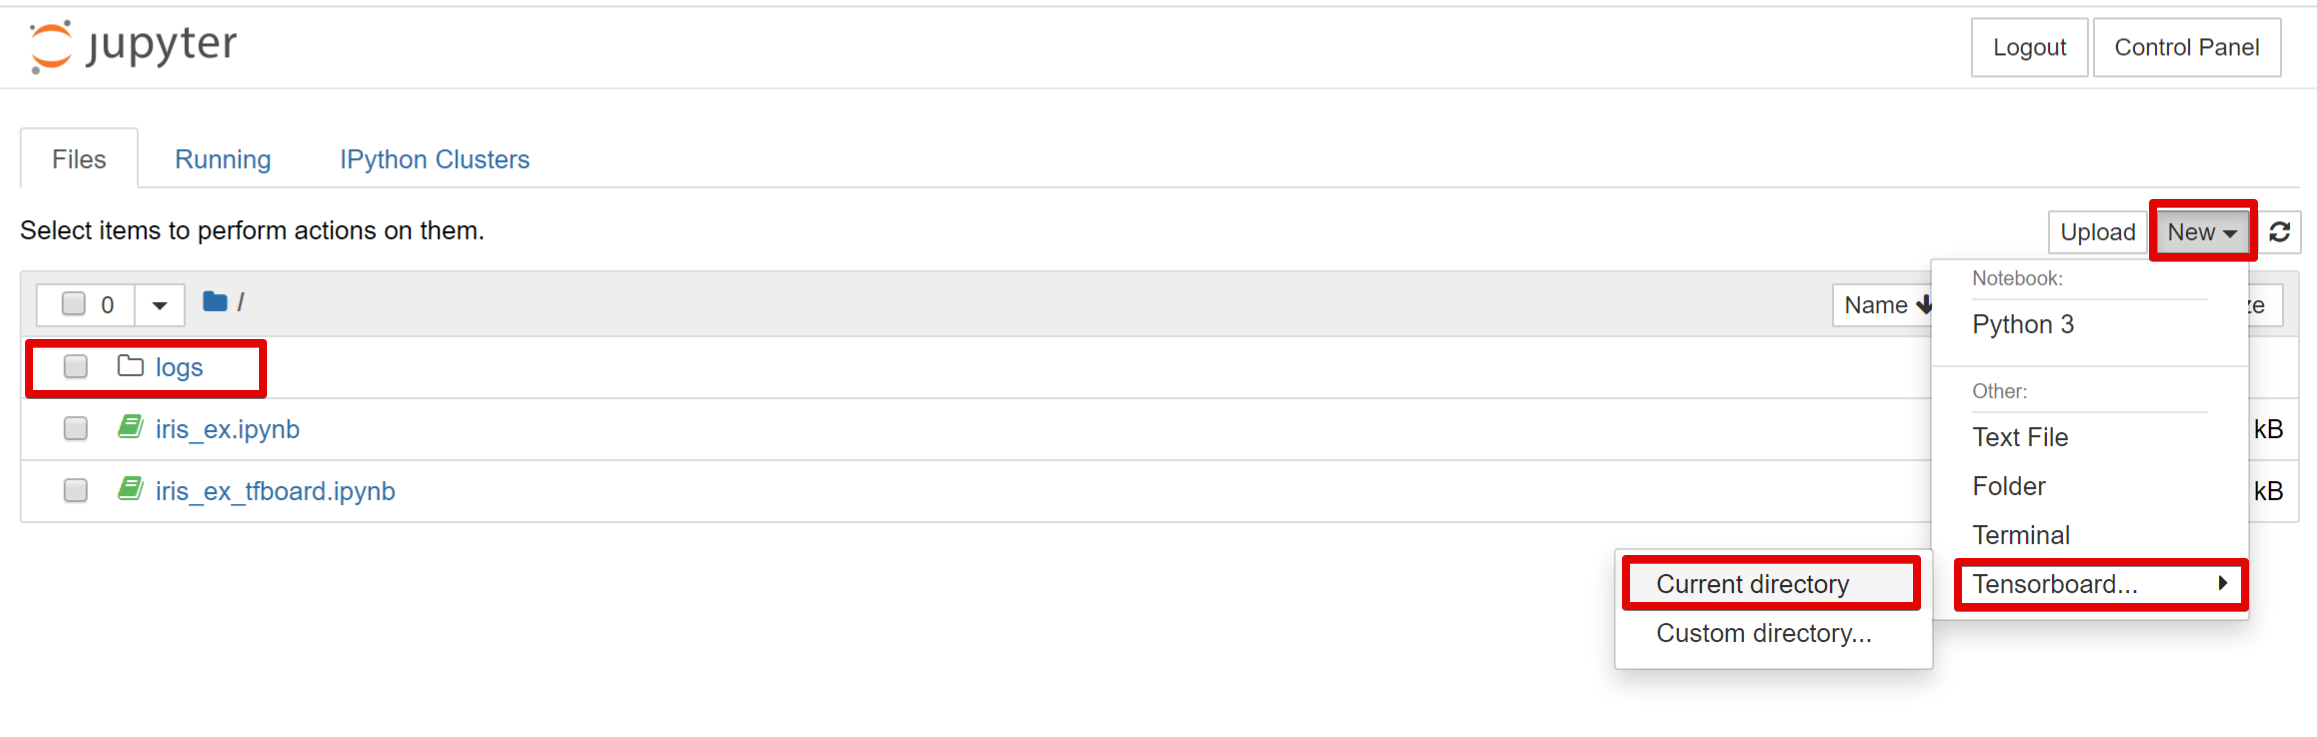 jupyter
Logout
Control Panel
Files
Running
IPython Clusters
Select items to perform actions on them.
Upload
New
0
/
Name
Notebook:
Python 3
logs
Other:
iris_ex.ipynb
kB
Text File
Folder
iris_ex_tfboard.ipynb
kB
Terminal
Tensorboard...
Current directory
Custom directory...